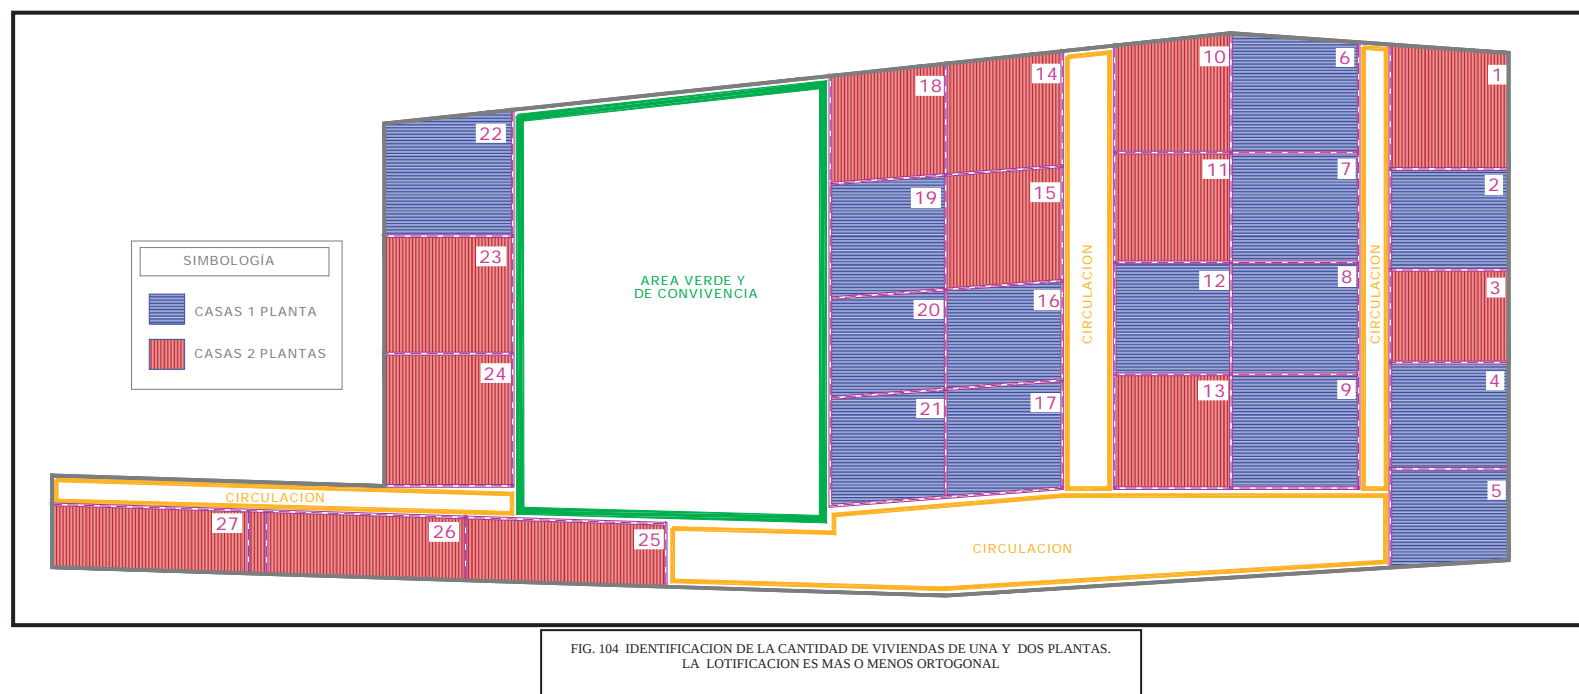 10
6
1
14
18
22
11
7
2
15
19
23
SIMBOLOGÍA
CASAS 1 PLANTA
CASAS 2 PLANTAS
AREA VERDE Y
DE CONVIVENCIA
CIRCULACION
CIRCULACION
12
8
3
16
20
24
13
9
4
17
21
5
CIRCULACION
27
26
25
CIRCULACION
FIG. 104 IDENTIFICACION DE LA CANTIDAD DE VIVIENDAS DE UNA Y DOS PLANTAS.
LA LOTIFICACION ES MAS O MENOS ORTOGONAL